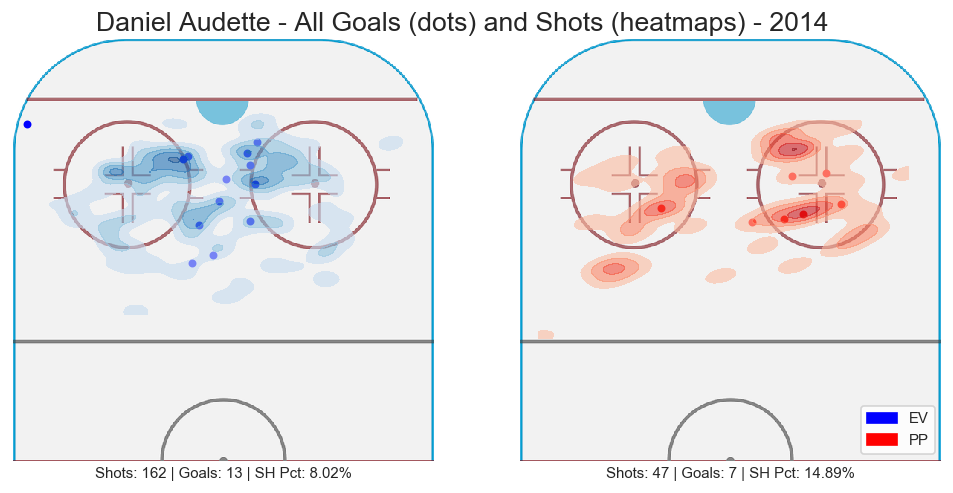 Daniel Audette - All Goals (dots) and Shots (heatmaps) - 2014
EV
PP
Shots: 162 | Goals: 13 | SH Pct: 8.02%
Shots: 47 | Goals: 7 | SH Pct: 14.89%